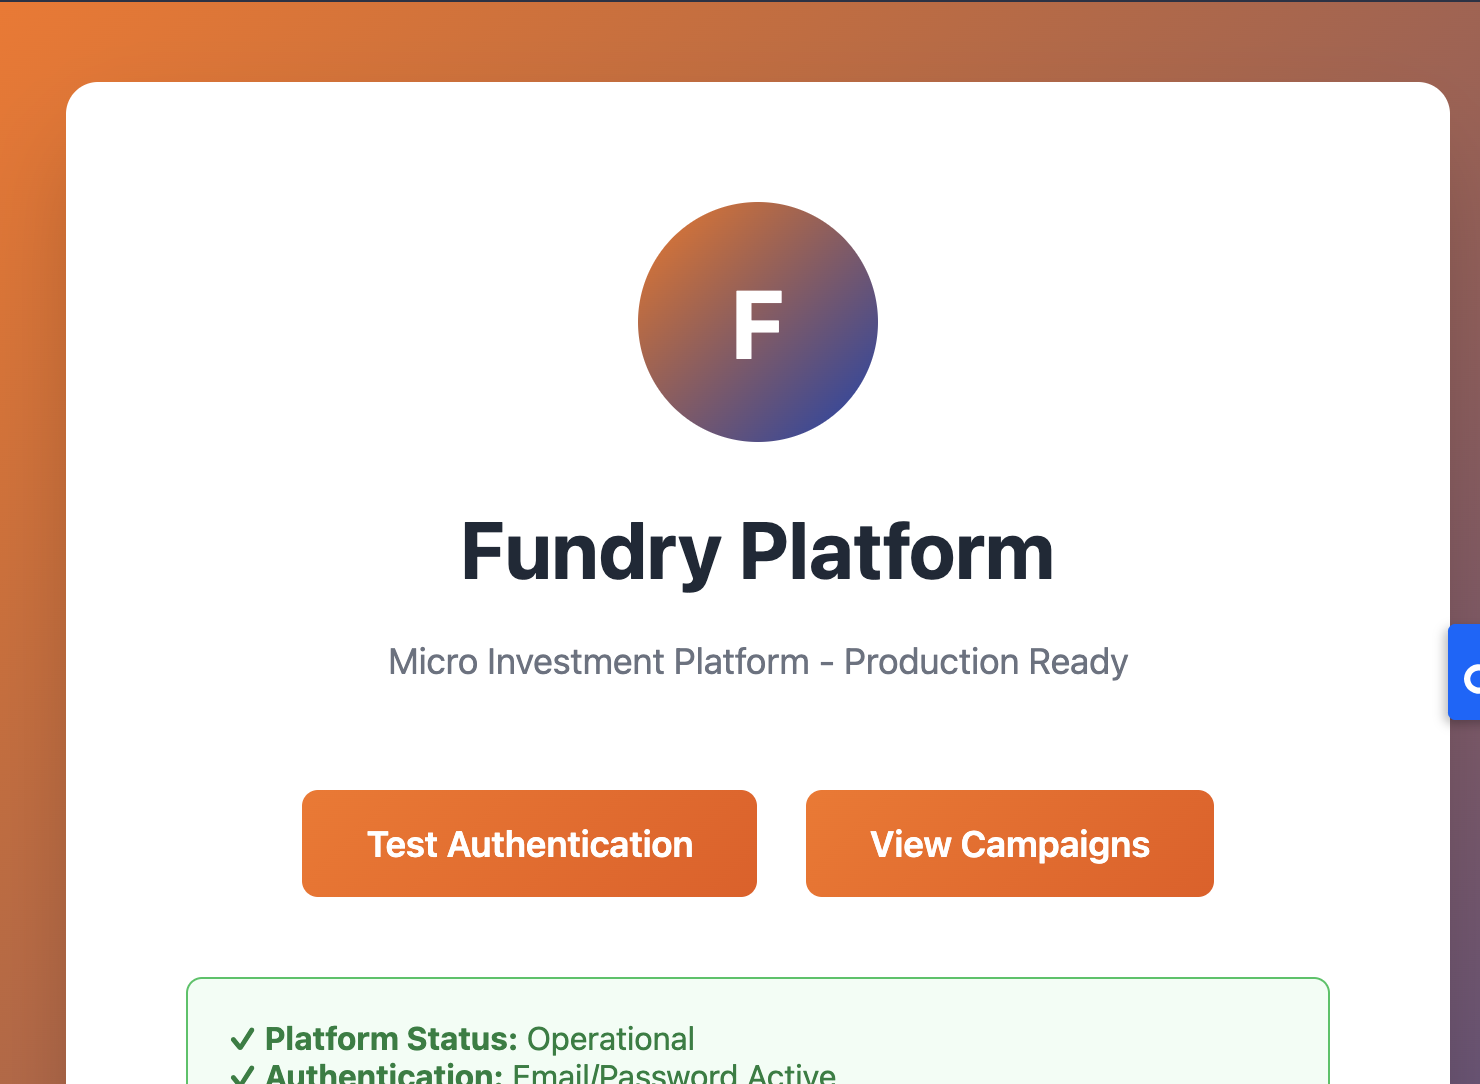 F
Fundry Platform
Micro Investment Platform - Production Ready
Test Authentication
View Campaigns
✓ Platform Status: Operational
✓ Authentication: Email/Password Active